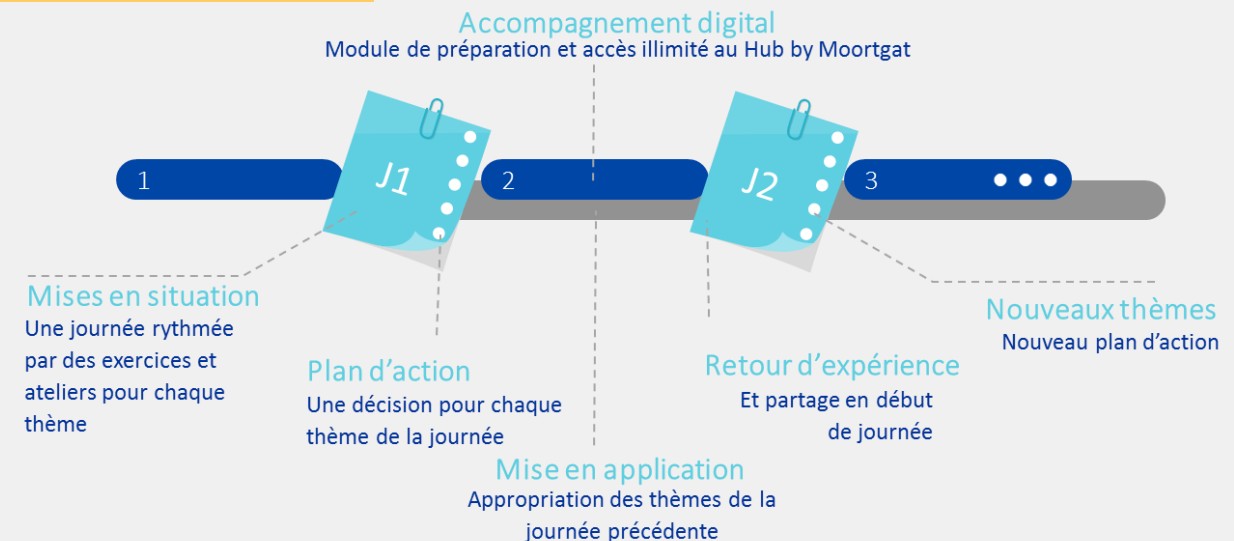 Accompagnement digital
Module de préparation et accès illimité au Hub by Moortgat
1
J1
2
J2
3
Mises en situation
Une journée rythmée
par des exercices et
ateliers pour chaque
thème
Plan d'action
Une décision pour chaque
thème de la journée
Mise en application
Appropriation des thèmes de la
journée précédente
Retour d'expérience
Et partage en début
de journée
Nouveaux thèmes
Nouveau plan d'action